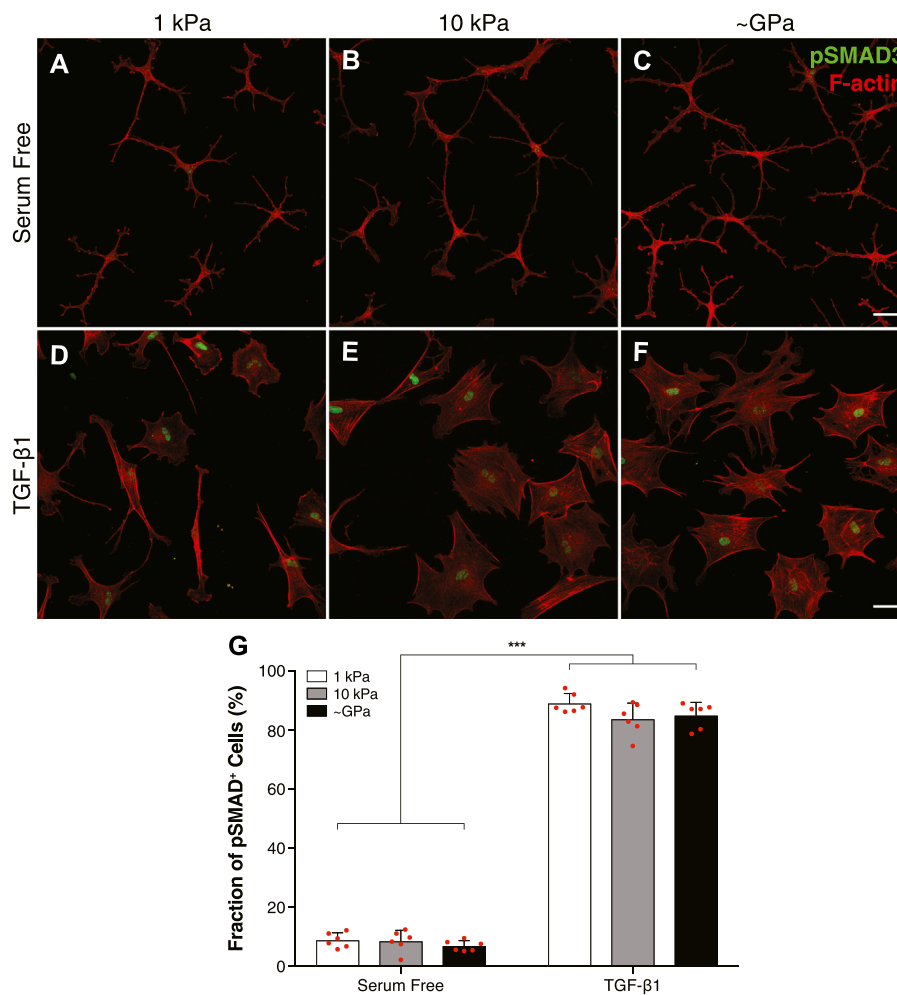 1 kPa 10 kPa ~GPa
Serum Free
A B C
pSMAD3
F-actin
TGF-β1
D E F
G
***
Fraction of pSMAD⁺ Cells (%)
100
80
60
40
20
0
1 kPa
10 kPa
~GPa
Serum Free TGF-β1